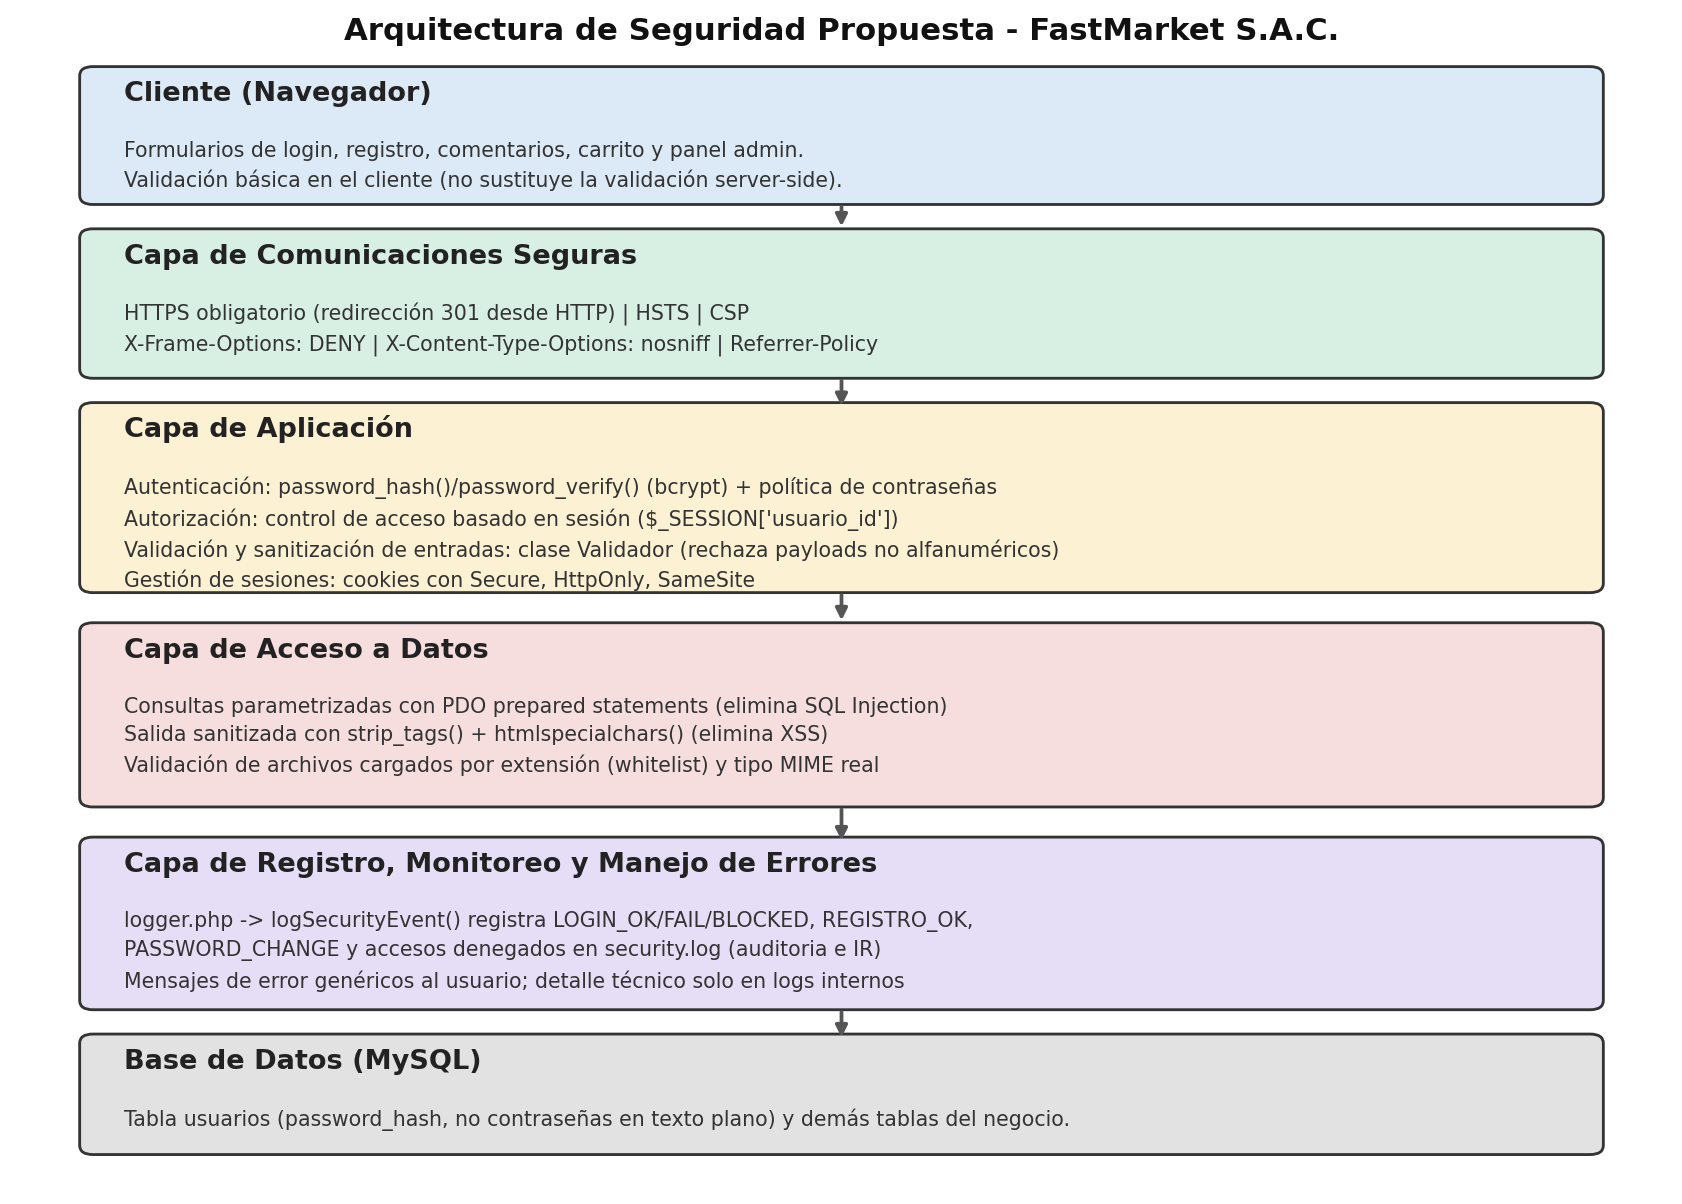 Arquitectura de Seguridad Propuesta - FastMarket S.A.C.
Cliente (Navegador)
Formularios de login, registro, comentarios, carrito y panel admin.
Validación básica en el cliente (no sustituye la validación server-side).
Capa de Comunicaciones Seguras
HTTPS obligatorio (redirección 301 desde HTTP) | HSTS | CSP
X-Frame-Options: DENY | X-Content-Type-Options: nosniff | Referrer-Policy
Capa de Aplicación
Autenticación: password_hash()/password_verify() (bcrypt) + política de contraseñas
Autorización: control de acceso basado en sesión ($_SESSION['usuario_id'])
Validación y sanitización de entradas: clase Validador (rechaza payloads no alfanuméricos)
Gestión de sesiones: cookies con Secure, HttpOnly, SameSite
Capa de Acceso a Datos
Consultas parametrizadas con PDO prepared statements (elimina SQL Injection)
Salida sanitizada con strip_tags() + htmlspecialchars() (elimina XSS)
Validación de archivos cargados por extensión (whitelist) y tipo MIME real
Capa de Registro, Monitoreo y Manejo de Errores
logger.php -> logSecurityEvent() registra LOGIN_OK/FAIL/BLOCKED, REGISTRO_OK,
PASSWORD_CHANGE y accesos denegados en security.log (auditoria e IR)
Mensajes de error genéricos al usuario; detalle técnico solo en logs internos
Base de Datos (MySQL)
Tabla usuarios (password_hash, no contraseñas en texto plano) y demás tablas del negocio.